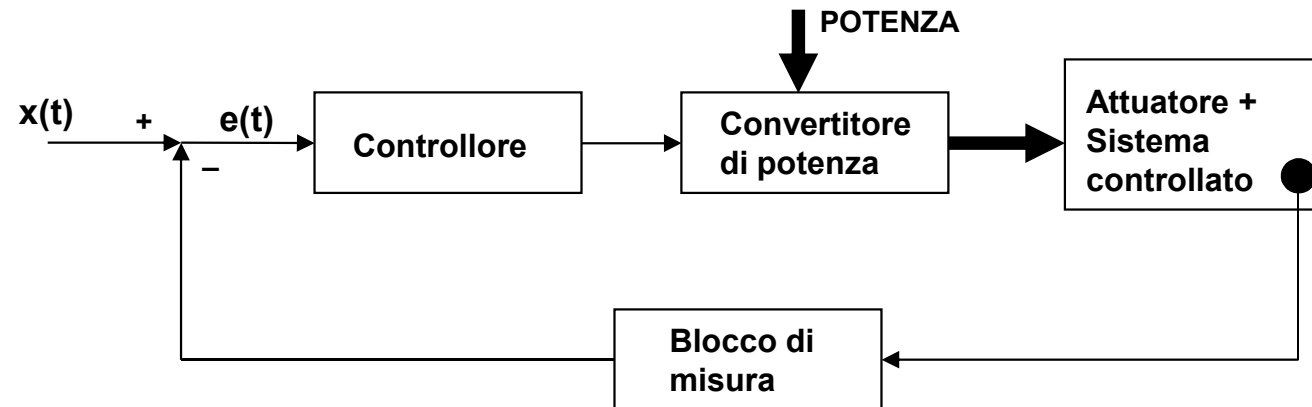 POTENZA
x(t)
+
e(t)
–
Controllore
Convertitore
di potenza
Attuatore +
Sistema
controllato
Blocco di
misura